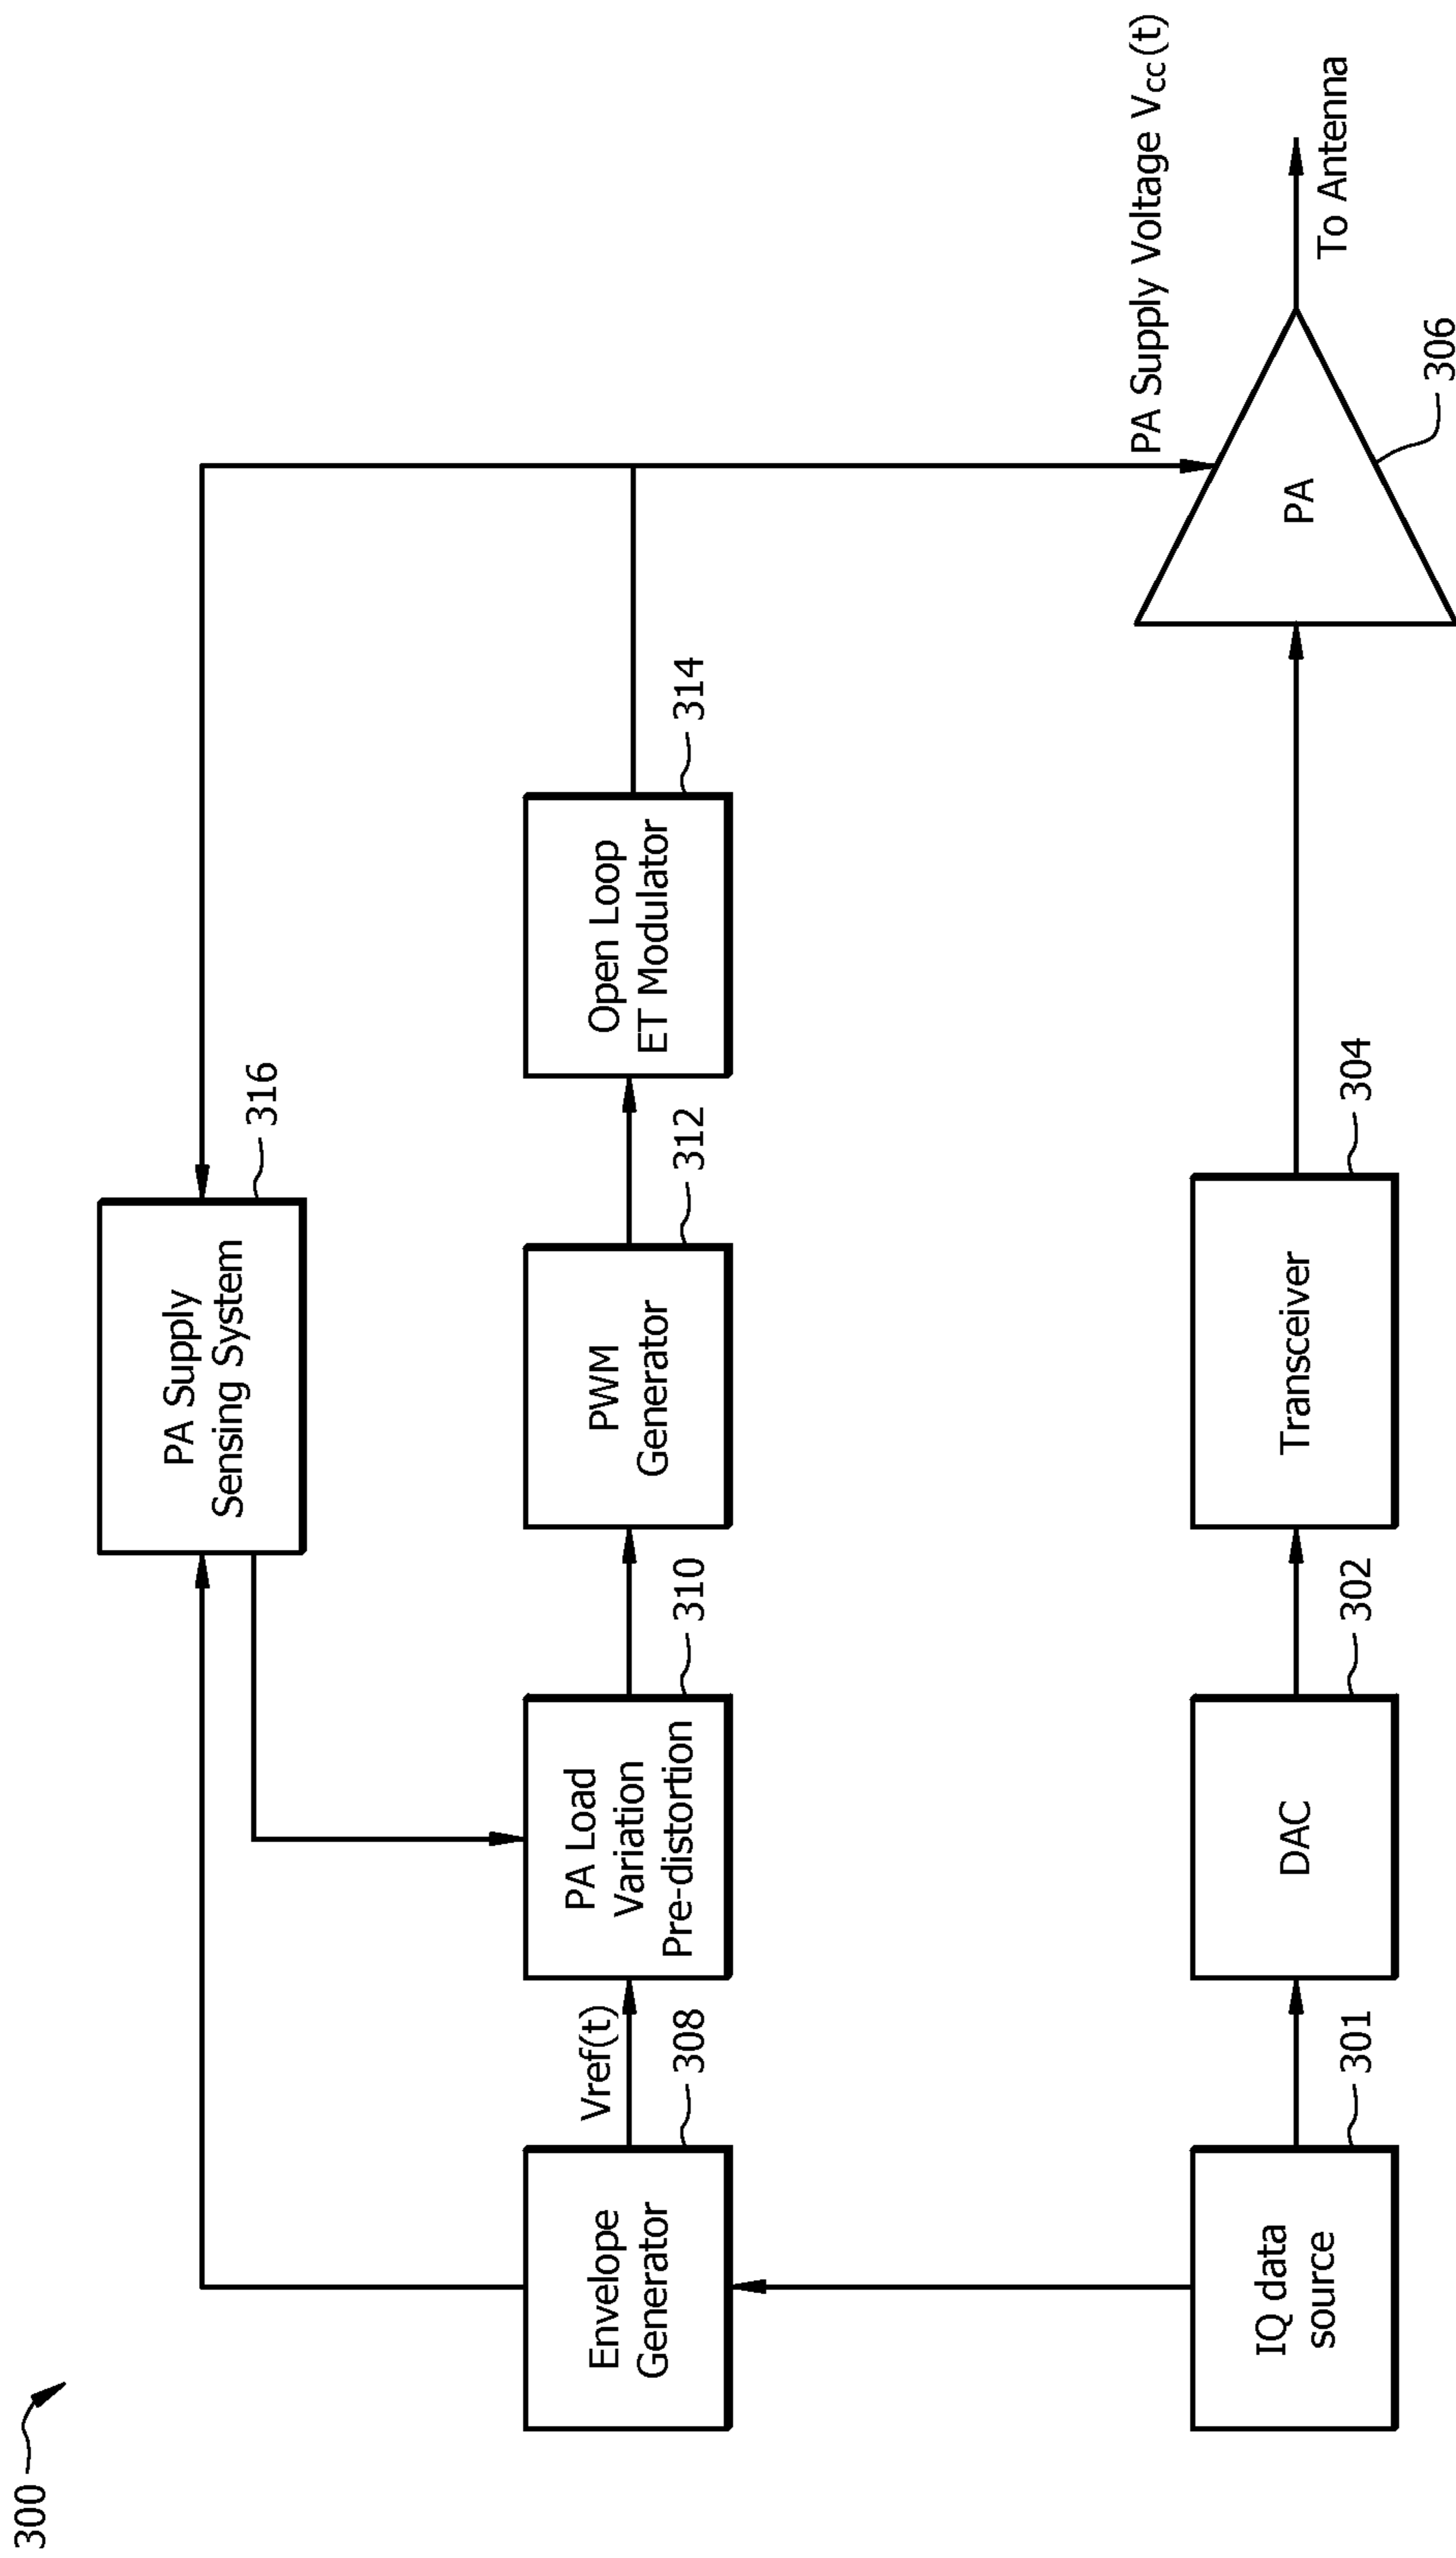 300
PA Supply
Sensing System
316
Envelope
Generator
308
Vref(t)
PA Load
Variation
Pre-distortion
310
PWM
Generator
312
Open Loop
ET Modulator
314
PA Supply Voltage Vcc(t)
IQ data
source
301
DAC
302
Transceiver
304
PA
306
To Antenna